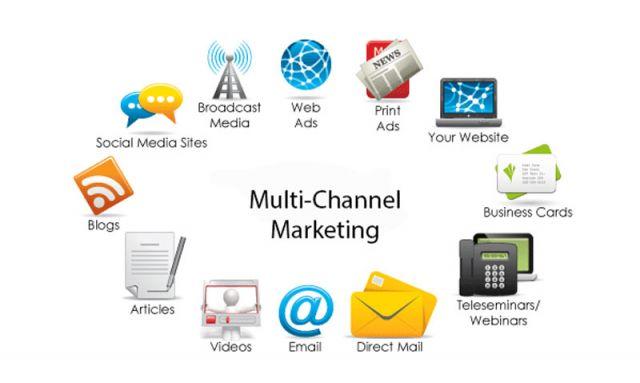 Broadcast
Media
Web
Ads
NEWS
Print
Ads
Social Media Sites
Your Website
Blogs
Multi-Channel
Marketing
Business Cards
Articles
Videos
Email
Direct Mail
Teleseminars/
Webinars
@